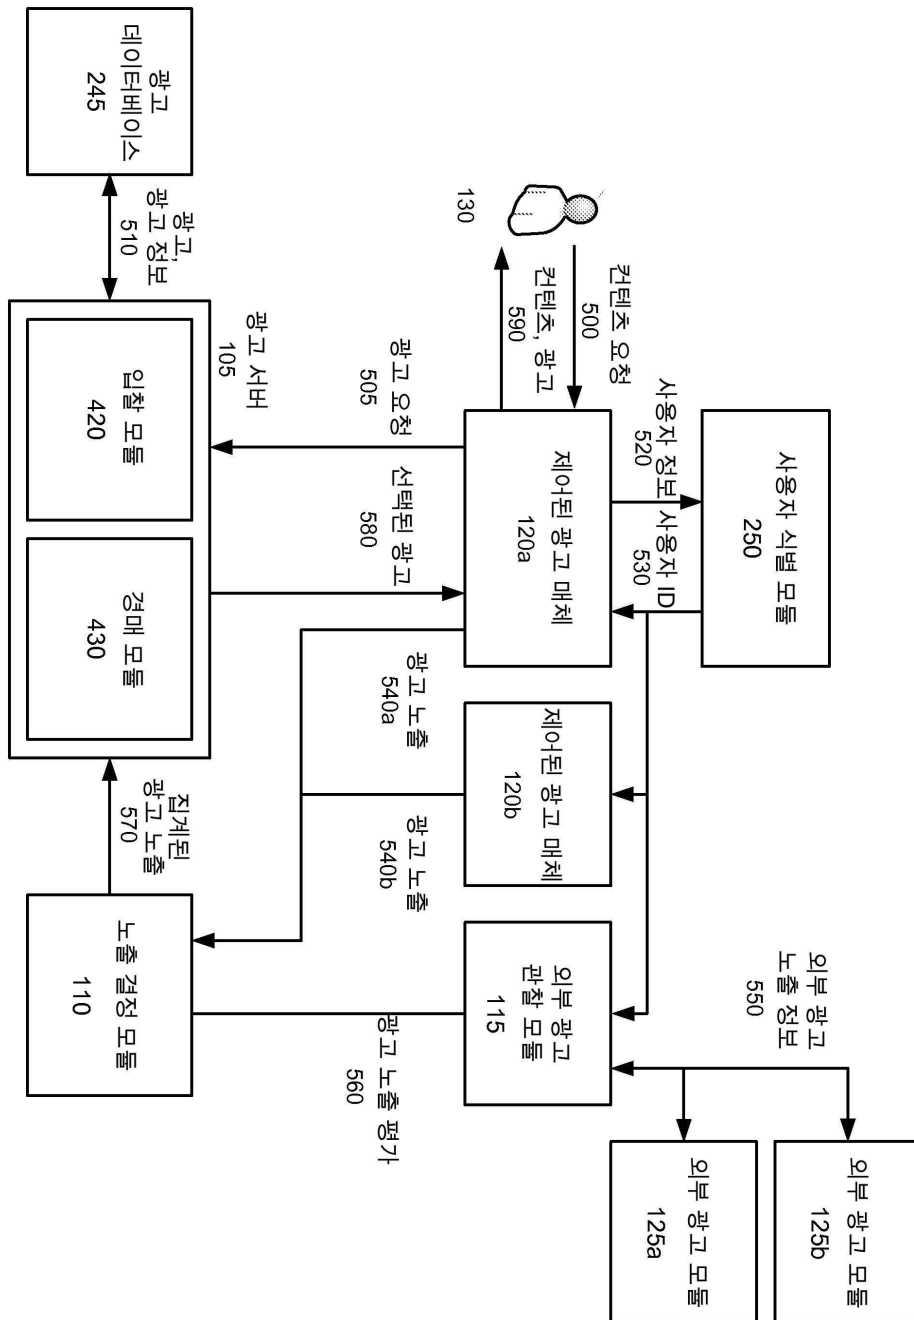 사용자 식별 모듈
250
외부 광고 모듈
125b
외부 광고
노출 정보
550
외부 광고 모듈
125a
컨텐츠 요청
500
사용자 정보
520
사용자 ID
530
130
컨텐츠, 광고
590
제어된 광고 매체
120a
제어된 광고 매체
120b
외부 광고
관찰 모듈
115
광고 요청
505
선택된 광고
580
광고 노출
540a
광고 노출
540b
광고 노출 평가
560
광고
데이터베이스
245
광고,
광고 정보
510
광고 서버
105
입찰 모듈
420
경매 모듈
430
집계된
광고 노출
570
노출 결정 모듈
110